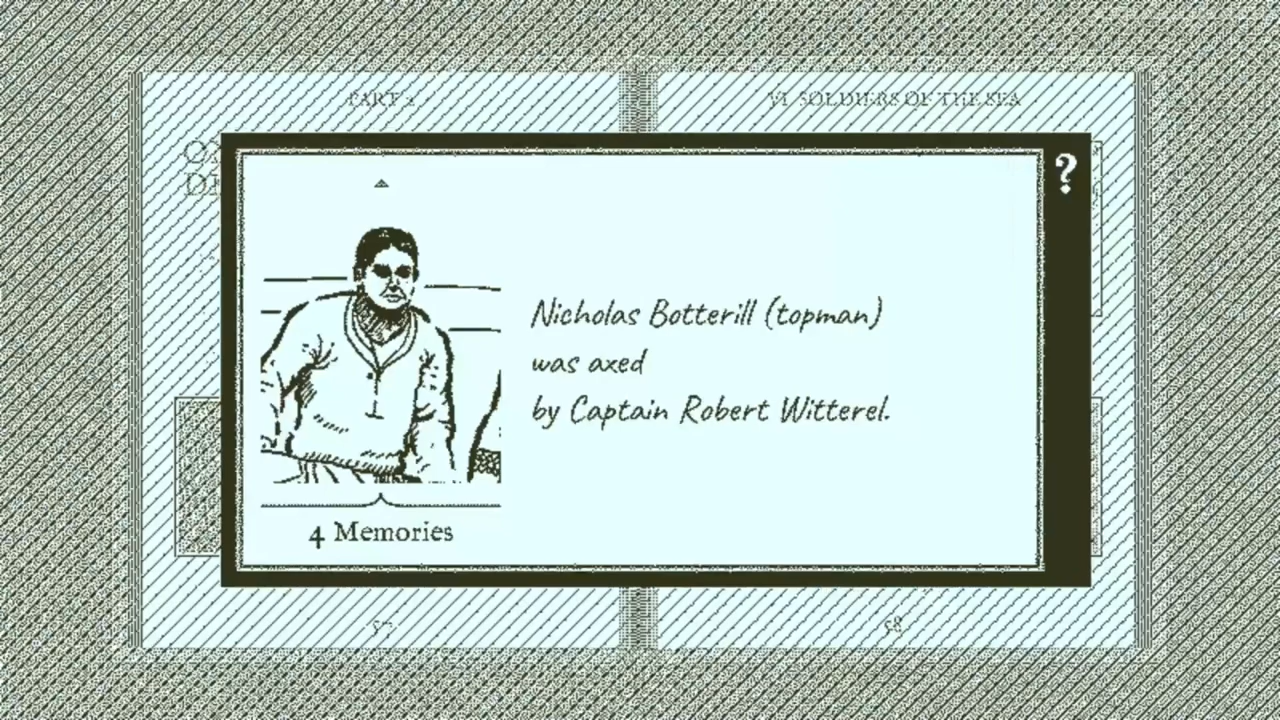 PART 2
VI. SOLDIERS OF THE SEA
?
Nicholas Botterill (topman)
was axed
by Captain Robert Witterel.
4 Memories
57
58